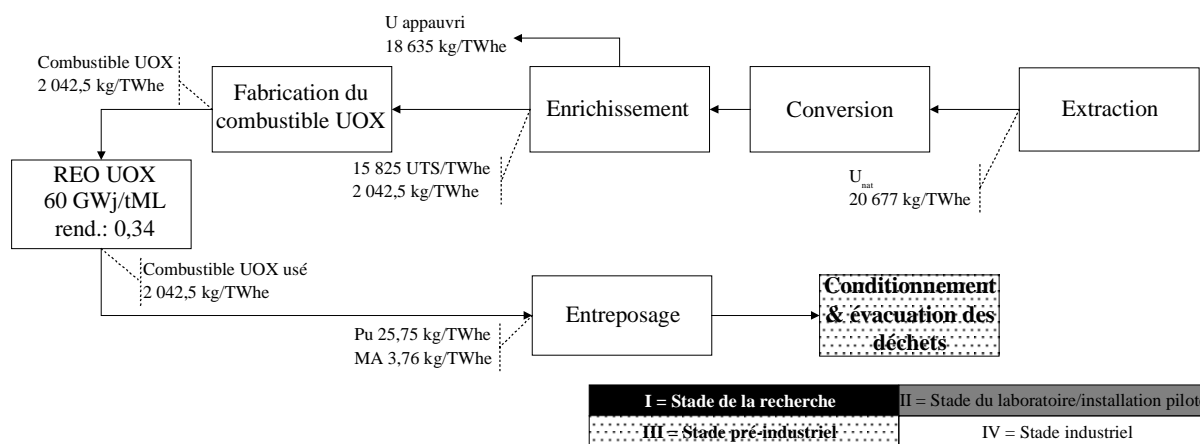 U appauvri
18 635 kg/TWhe
Combustible UOX
2 042,5 kg/TWhe
Fabrication du
combustible UOX
Enrichissement
Conversion
Extraction
15 825 UTS/TWhe
2 042,5 kg/TWhe
Unat
20 677 kg/TWhe
REO UOX
60 GWj/tML
rend.: 0,34
Combustible UOX usé
2 042,5 kg/TWhe
Pu 25,75 kg/TWhe
MA 3,76 kg/TWhe
Entreposage
Conditionnement
& évacuation des
déchets
I = Stade de la recherche
II = Stade du laboratoire/installation pilote
III = Stade pré-industriel
IV = Stade industriel